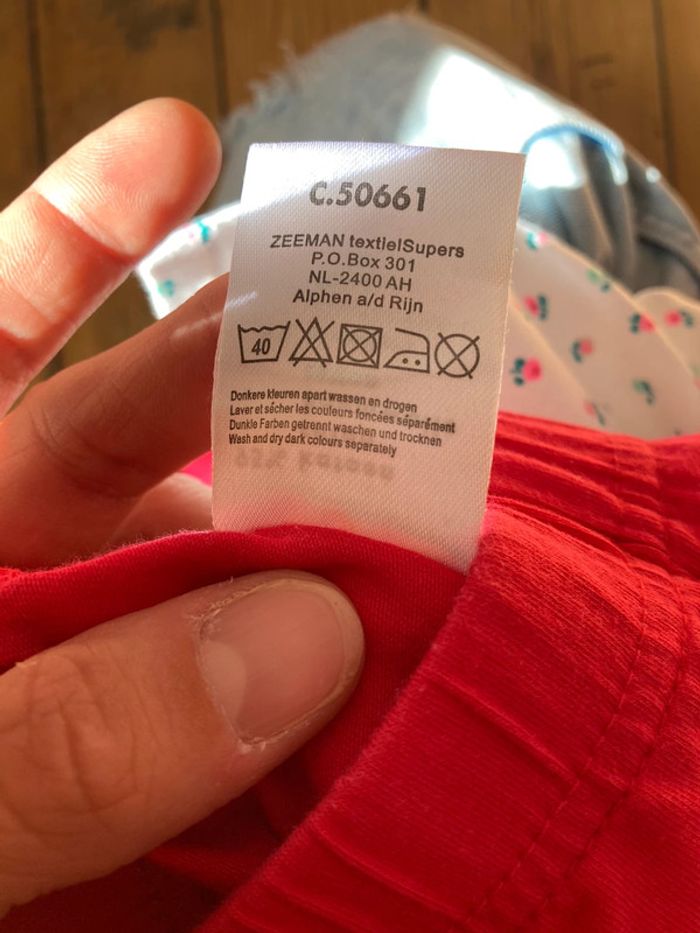 C.50661
ZEEMAN textielSupers
P.O.Box 301
NL-2400 AH
Alphen a/d Rijn
40
Donkere kleuren apart wassen en drogen
Laver et sécher les couleurs foncées séparément
Dunkle Farben getrennt waschen und trocknen
Wash and dry dark colours separately